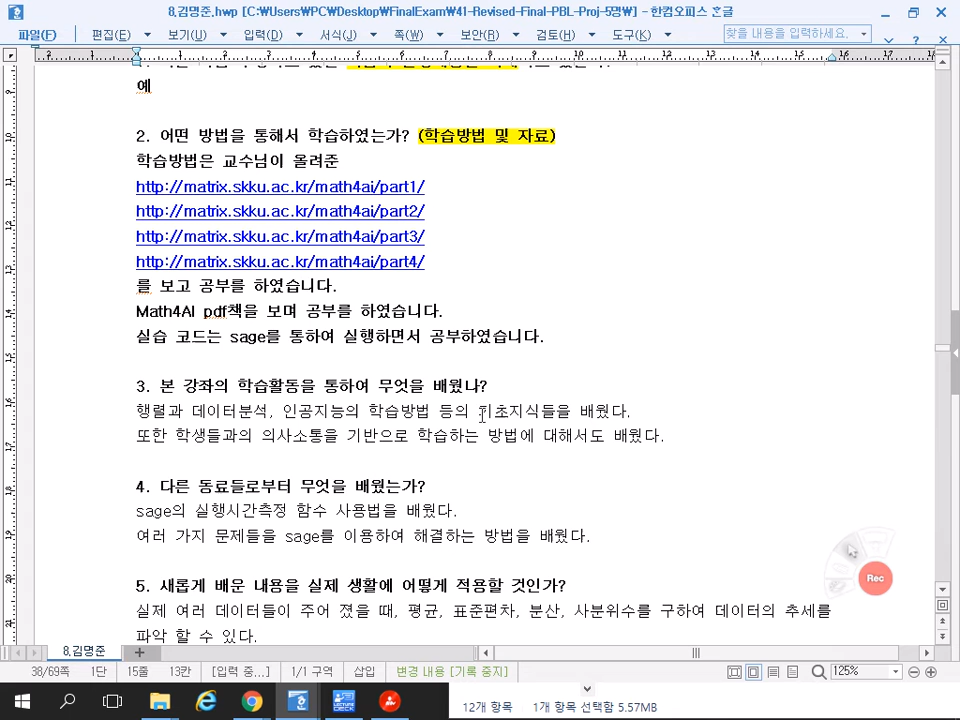 8.김명준.hwp [C:₩Users₩PC₩Desktop₩FinalExam₩41-Revised-Final-PBL-Proj-5명₩] - 한컴오피스 한글
파일(F) 편집(E) 보기(U) 입력(D) 서식(J) 쪽(W) 보안(R) 검토(H) 도구(K) 찾을 내용을 입력하세요.
2 1 1 2 3 4 5 6 7 8 9 10 11 12 13 14 15 16 17 18
예
2. 어떤 방법을 통해서 학습하였는가? (학습방법 및 자료)
학습방법은 교수님이 올려준
http://matrix.skku.ac.kr/math4ai/part1/
http://matrix.skku.ac.kr/math4ai/part2/
http://matrix.skku.ac.kr/math4ai/part3/
http://matrix.skku.ac.kr/math4ai/part4/
를 보고 공부를 하였습니다.
Math4AI pdf책을 보며 공부를 하였습니다.
실습 코드는 sage를 통하여 실행하면서 공부하였습니다.
3. 본 강좌의 학습활동을 통하여 무엇을 배웠나?
행렬과 데이터분석, 인공지능의 학습방법 등의 기초지식들을 배웠다.
또한 학생들과의 의사소통을 기반으로 학습하는 방법에 대해서도 배웠다.
4. 다른 동료들로부터 무엇을 배웠는가?
sage의 실행시간측정 함수 사용법을 배웠다.
여러 가지 문제들을 sage를 이용하여 해결하는 방법을 배웠다.
Rec
5. 새롭게 배운 내용을 실제 생활에 어떻게 적용할 것인가?
실제 여러 데이터들이 주어 졌을 때, 평균, 표준편차, 분산, 사분위수를 구하여 데이터의 추세를
파악 할 수 있다.
8.김명준
38/69쪽 1단 15줄 13칸 [입력 중...] 1/1 구역 삽입 변경 내용 [기록 중지] 125%
LECTURE CHECK
12개 항목 1개 항목 선택함 5.57MB